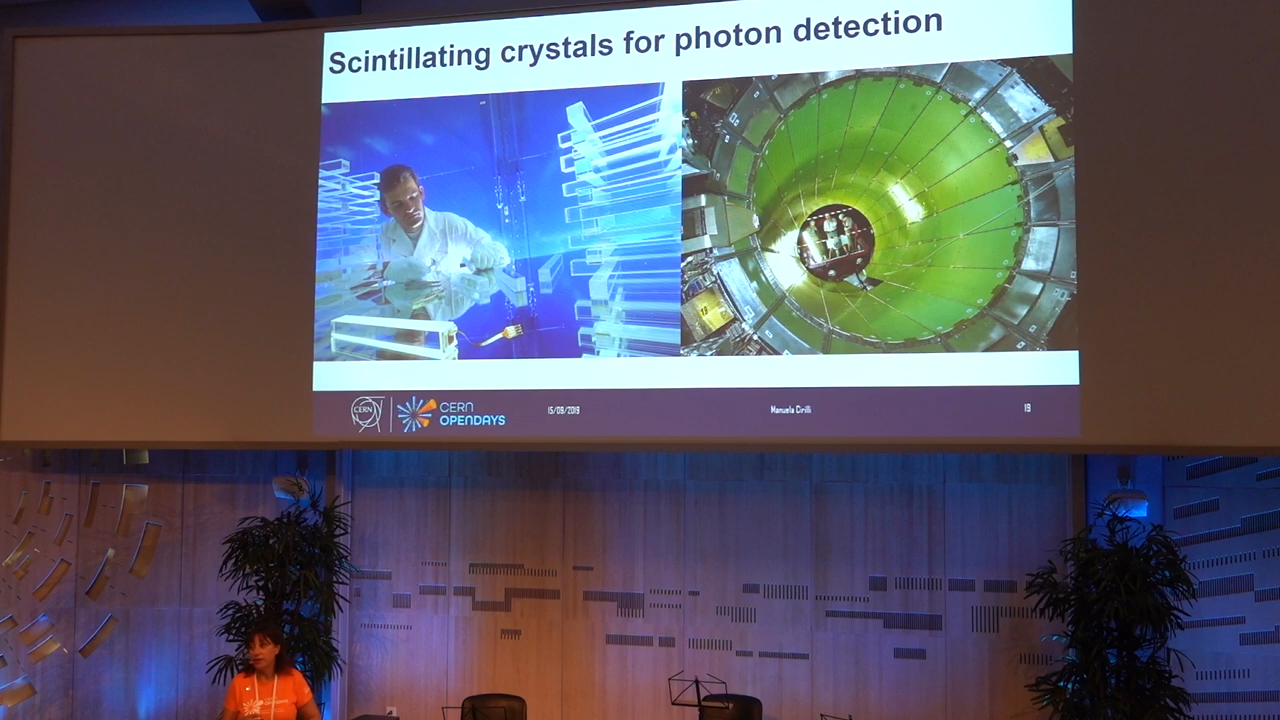 Scintillating crystals for photon detection
CERN
CERN
OPENDAYS
15/09/2019
Manuela Cirilli
19